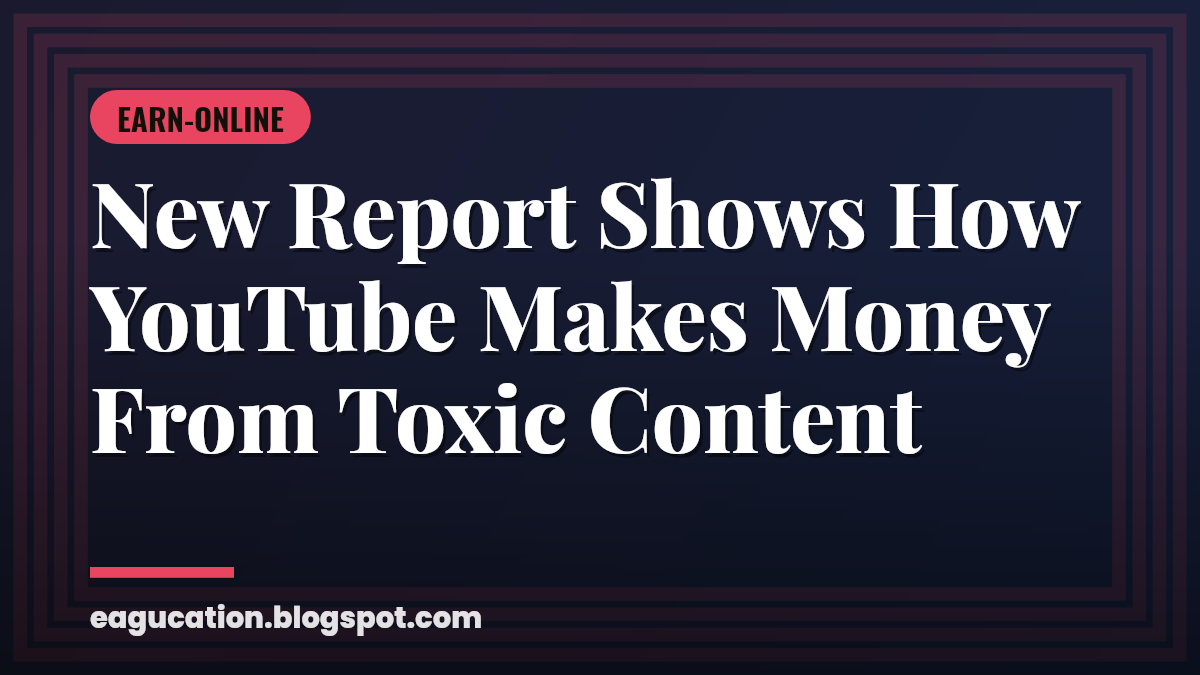 EARN-ONLINE
New Report Shows How
YouTube Makes Money
From Toxic Content
eagucation.blogspot.com